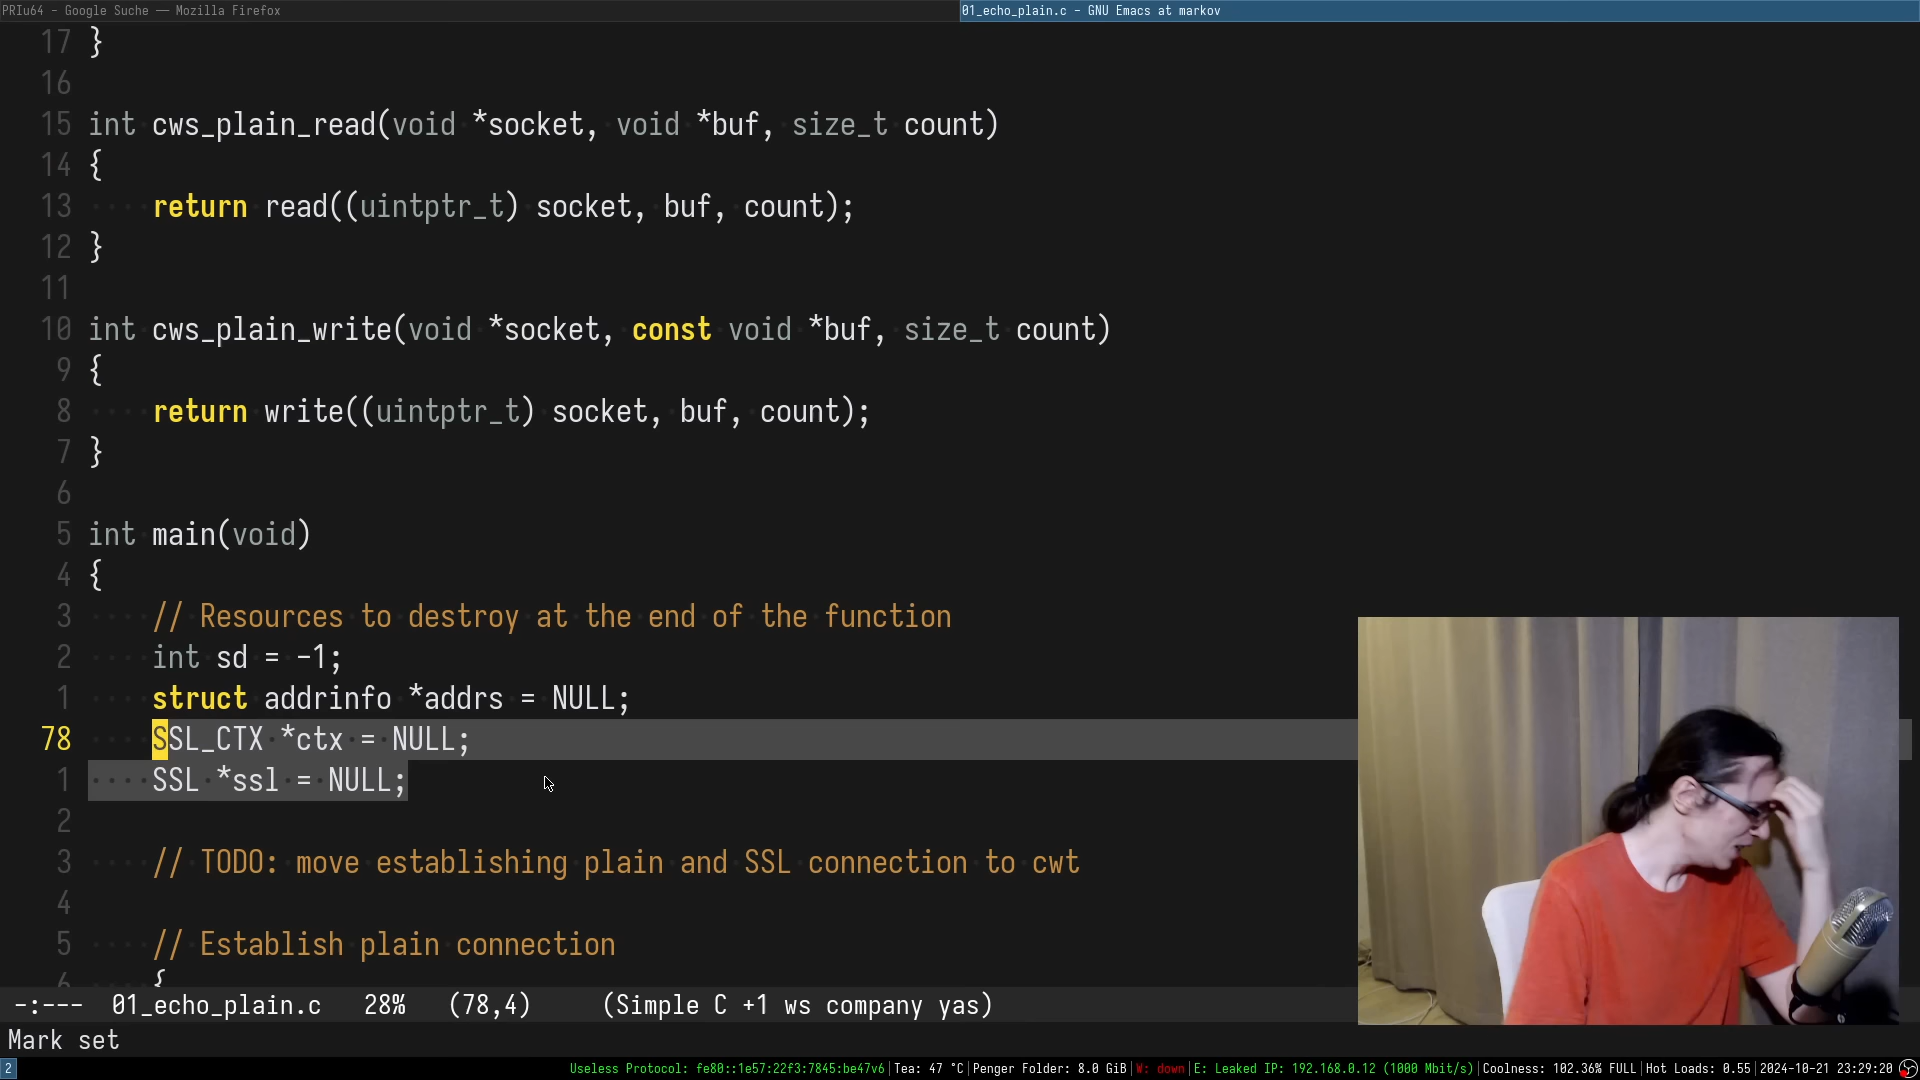 PRIu64 - Google Suche — Mozilla Firefox
01_echo_plain.c - GNU Emacs at markov
17 }
16
15 int cws_plain_read(void *socket, void *buf, size_t count)
14 {
13 return read((uintptr_t) socket, buf, count);
12 }
11
10 int cws_plain_write(void *socket, const void *buf, size_t count)
9 {
8 return write((uintptr_t) socket, buf, count);
7 }
6
5 int main(void)
4 {
3 // Resources to destroy at the end of the function
2 int sd = -1;
1 struct addrinfo *addrs = NULL;
78 SSL_CTX *ctx = NULL;
1 SSL *ssl = NULL;
2
3 // TODO: move establishing plain and SSL connection to cwt
4
5 // Establish plain connection
6 {
-:--- 01_echo_plain.c 28% (78,4) (Simple C +1 ws company yas)
Mark set
2 Useless Protocol: fe80::1e57:22f3:7845:be47v6|Tea: 47 °C|Penger Folder: 8.0 GiB|W: down|E: Leaked IP: 192.168.0.12 (1000 Mbit/s)|Coolness: 102.36% FULL|Hot Loads: 0.55|2024-10-21 23:29:20